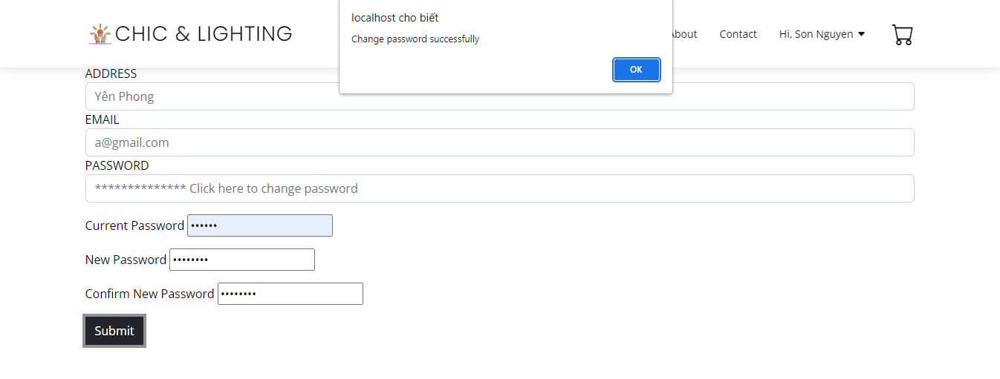 localhost cho biết
Change password successfully
OK
CHIC & LIGHTING
Contact
Hi, Son Nguyen
ADDRESS
Yên Phong
EMAIL
a@gmail.com
PASSWORD
************** Click here to change password
Current Password ••••••
New Password ••••••••
Confirm New Password ••••••••
Submit